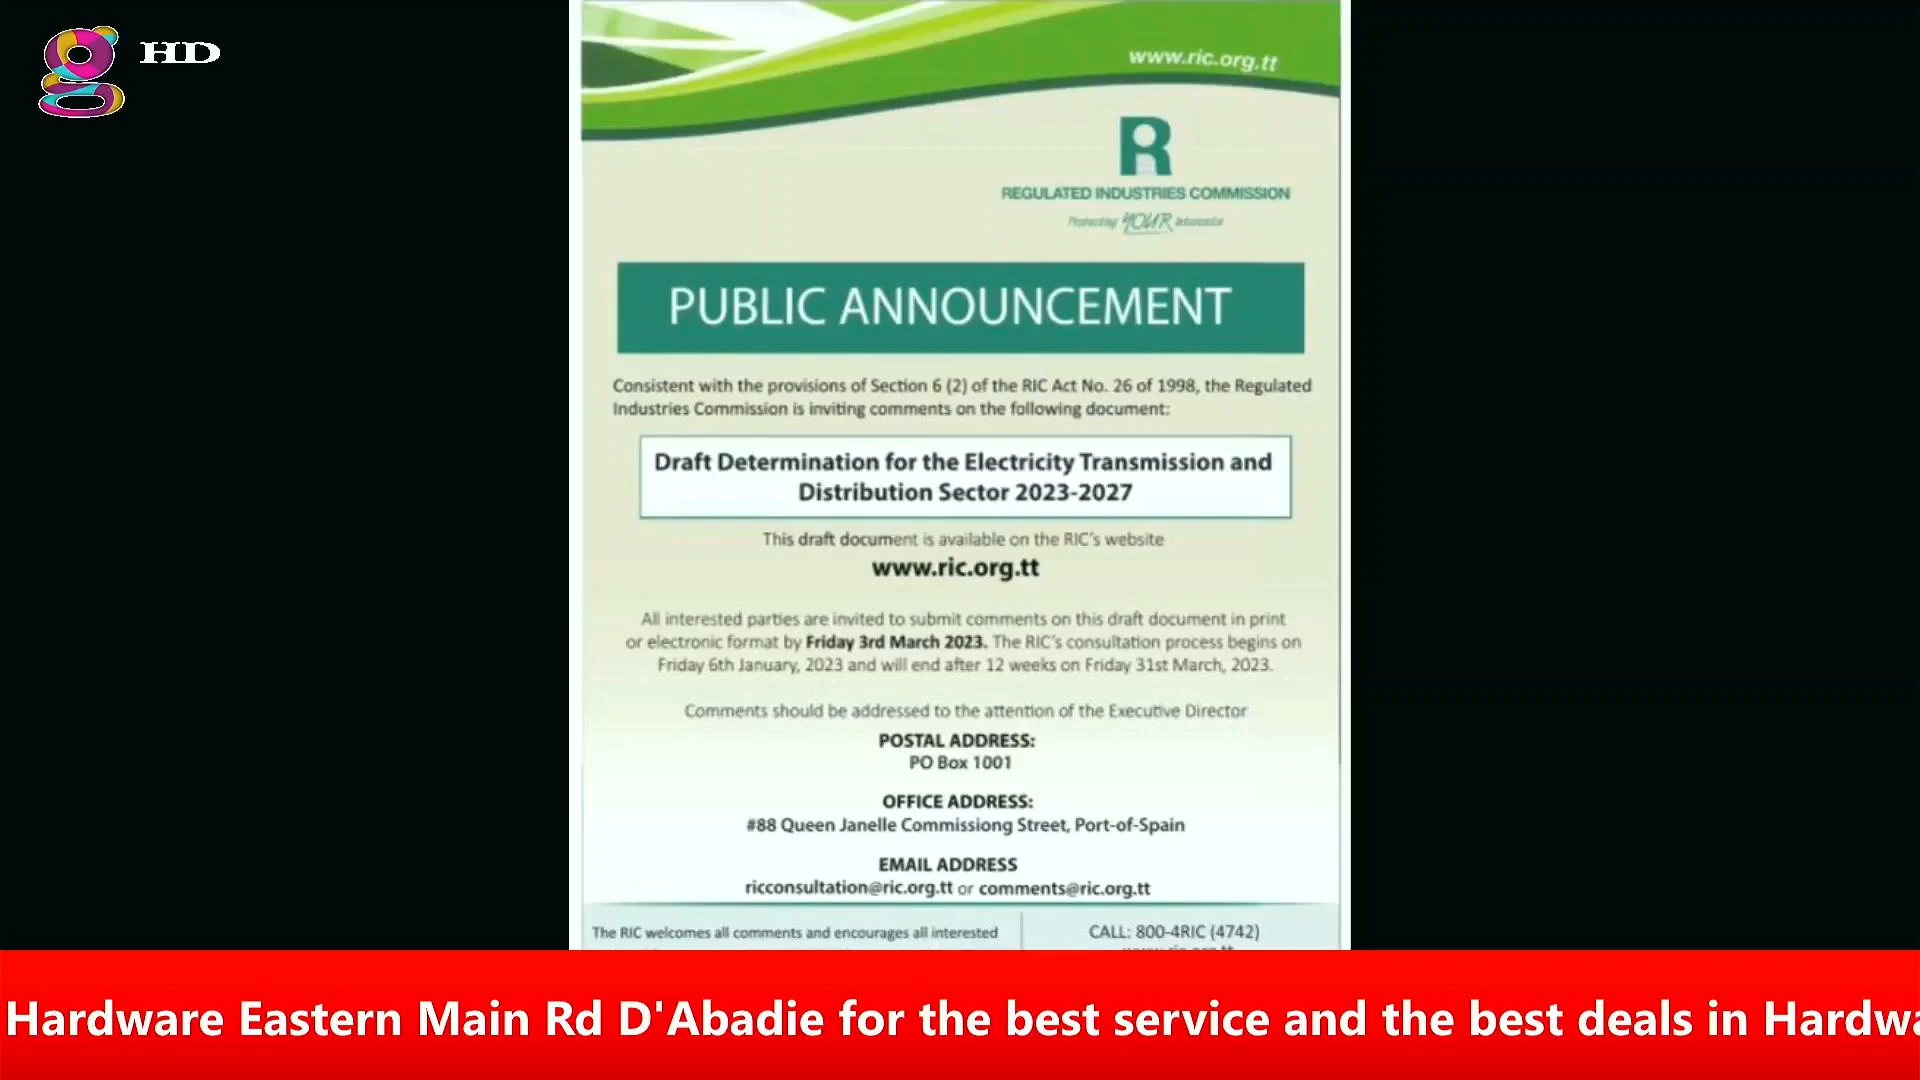 g HD
www.ric.org.tt
R
REGULATED INDUSTRIES COMMISSION
Protecting YOUR Interests
PUBLIC ANNOUNCEMENT
Consistent with the provisions of Section 6 (2) of the RIC Act No. 26 of 1998, the Regulated
Industries Commission is inviting comments on the following document:
Draft Determination for the Electricity Transmission and
Distribution Sector 2023-2027
This draft document is available on the RIC's website
www.ric.org.tt
All interested parties are invited to submit comments on this draft document in print
or electronic format by Friday 3rd March 2023. The RIC's consultation process begins on
Friday 6th January, 2023 and will end after 12 weeks on Friday 31st March, 2023.
Comments should be addressed to the attention of the Executive Director
POSTAL ADDRESS:
PO Box 1001
OFFICE ADDRESS:
#88 Queen Janelle Commissiong Street, Port-of-Spain
EMAIL ADDRESS
ricconsultation@ric.org.tt or comments@ric.org.tt
The RIC welcomes all comments and encourages all interested
CALL: 800-4RIC (4742)
Hardware Eastern Main Rd D'Abadie for the best service and the best deals in Hardwa